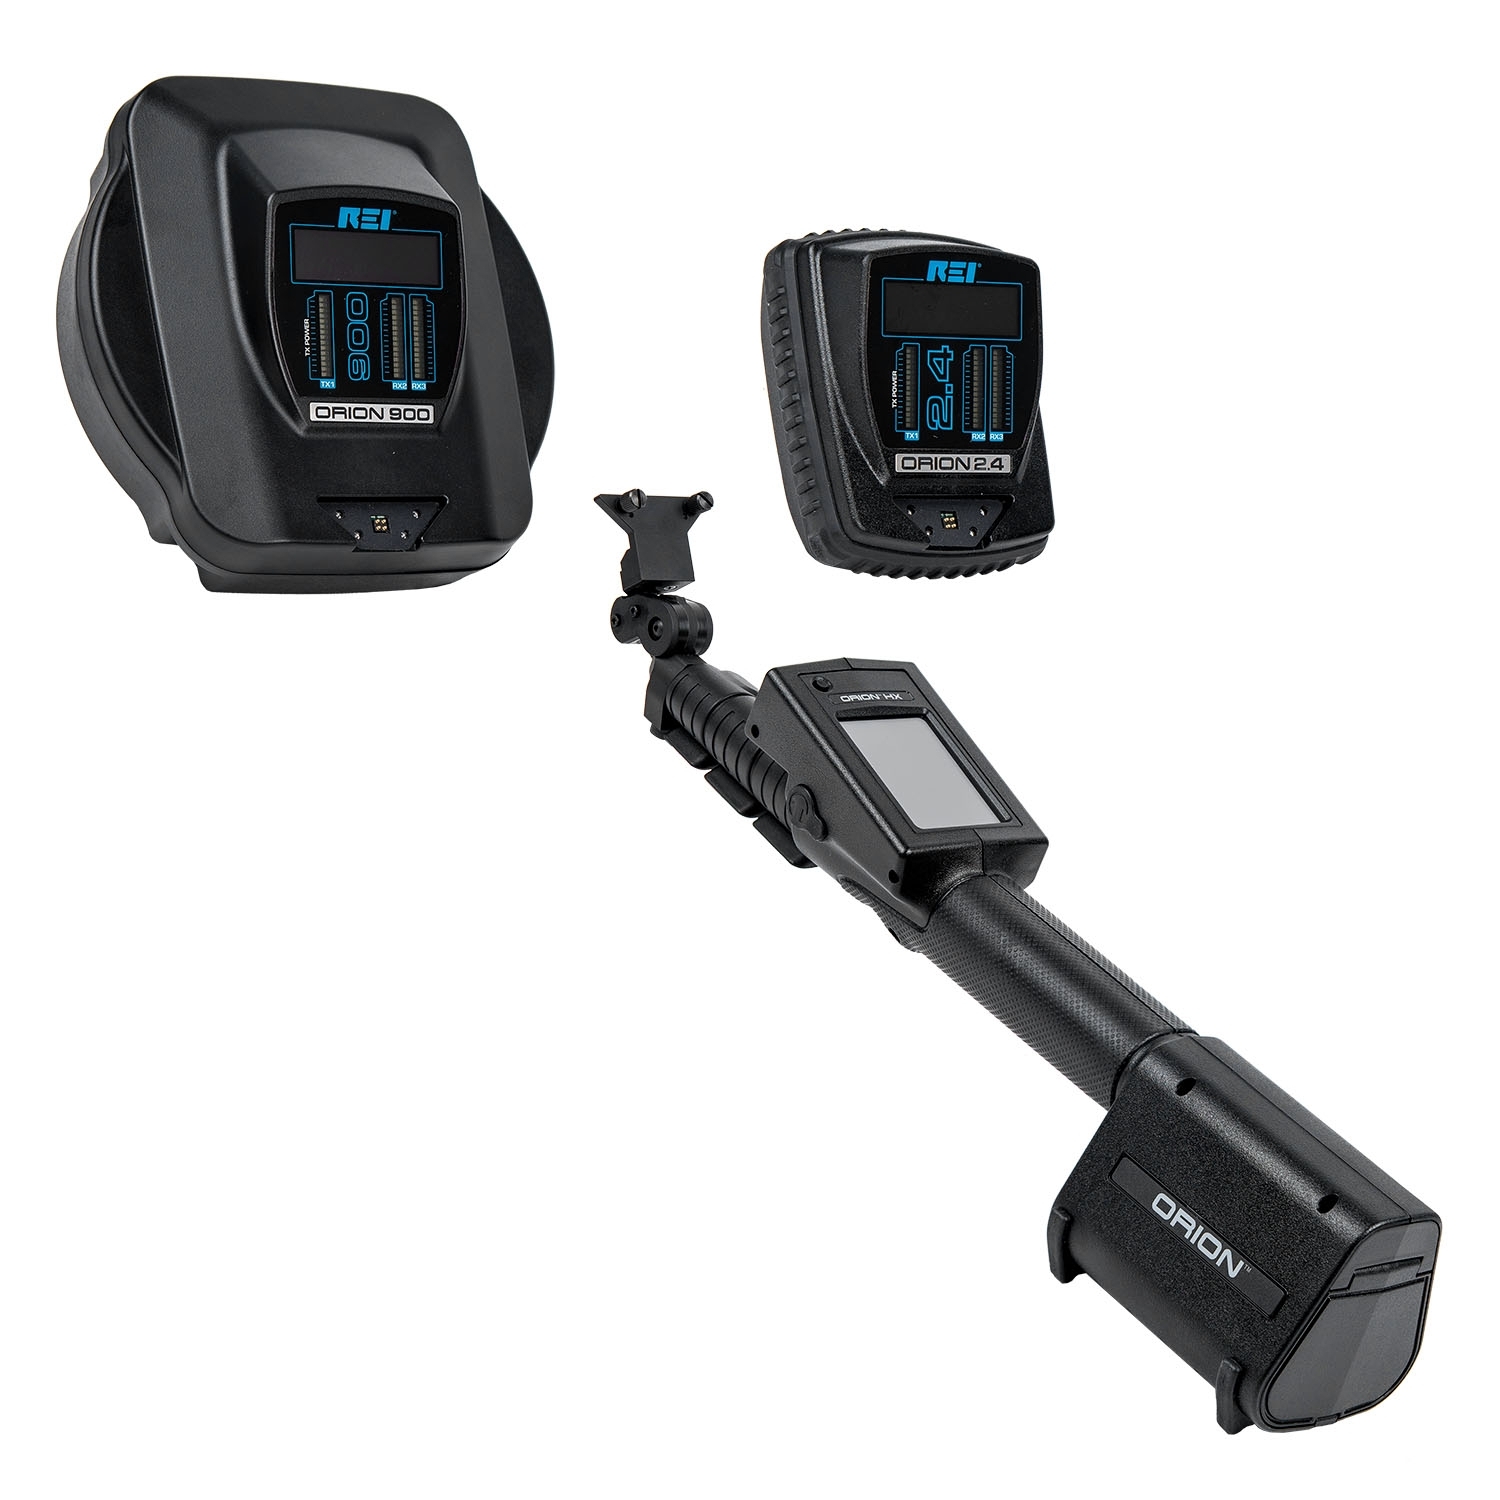 REI®
TX POWER
900
TX1
RX2
RX3
ORION 900
REI®
TX POWER
2.4
TX1
RX2
RX3
ORION 2.4
ORION™ HX
ORION™